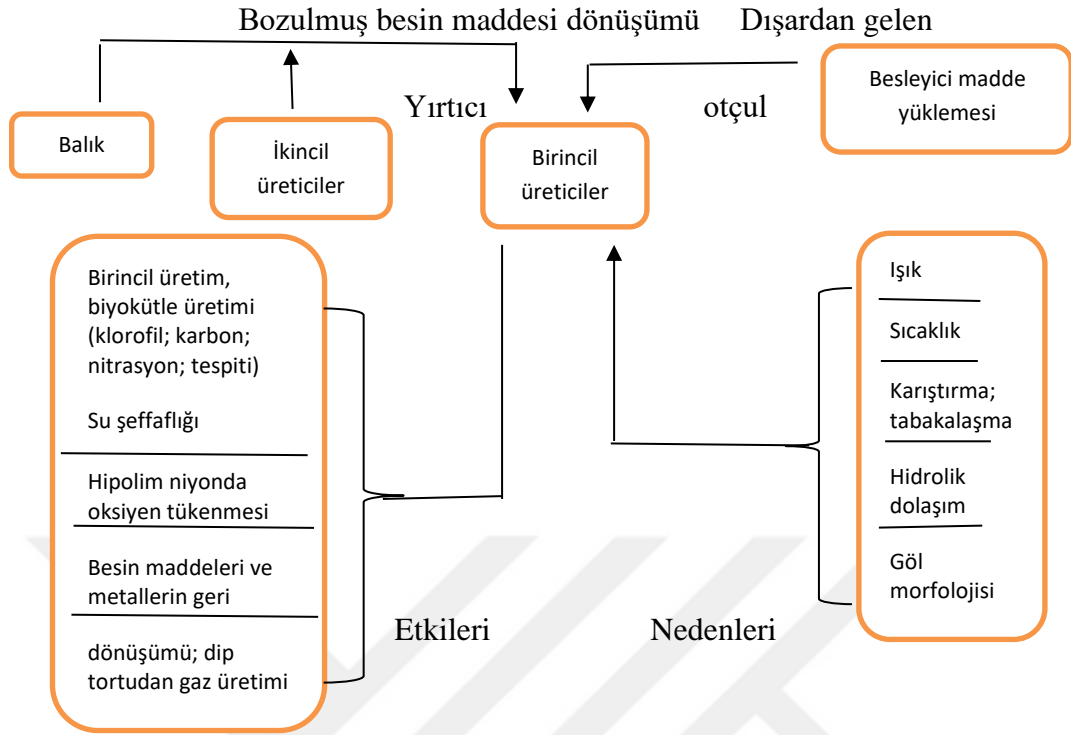 Bozulmuş besin maddesi dönüşümü Dışardan gelen
Yırtıcı
otçul
Besleyici madde
yüklemesi
Balık
İkincil
üreticiler
Birincil
üreticiler
Birincil üretim,
biyokütle üretimi
(klorofil; karbon;
nitrasyon; tespiti)
Su şeffaflığı
Hipolim niyonda
oksiyen tükenmesi
Besin maddeleri ve
metallerin geri
dönüşümü; dip
tortudan gaz üretimi
Etkileri
Nedenleri
Işık
Sıcaklık
Karıştırma;
tabakalaşma
Hidrolik
dolaşım
Göl
morfolojisi